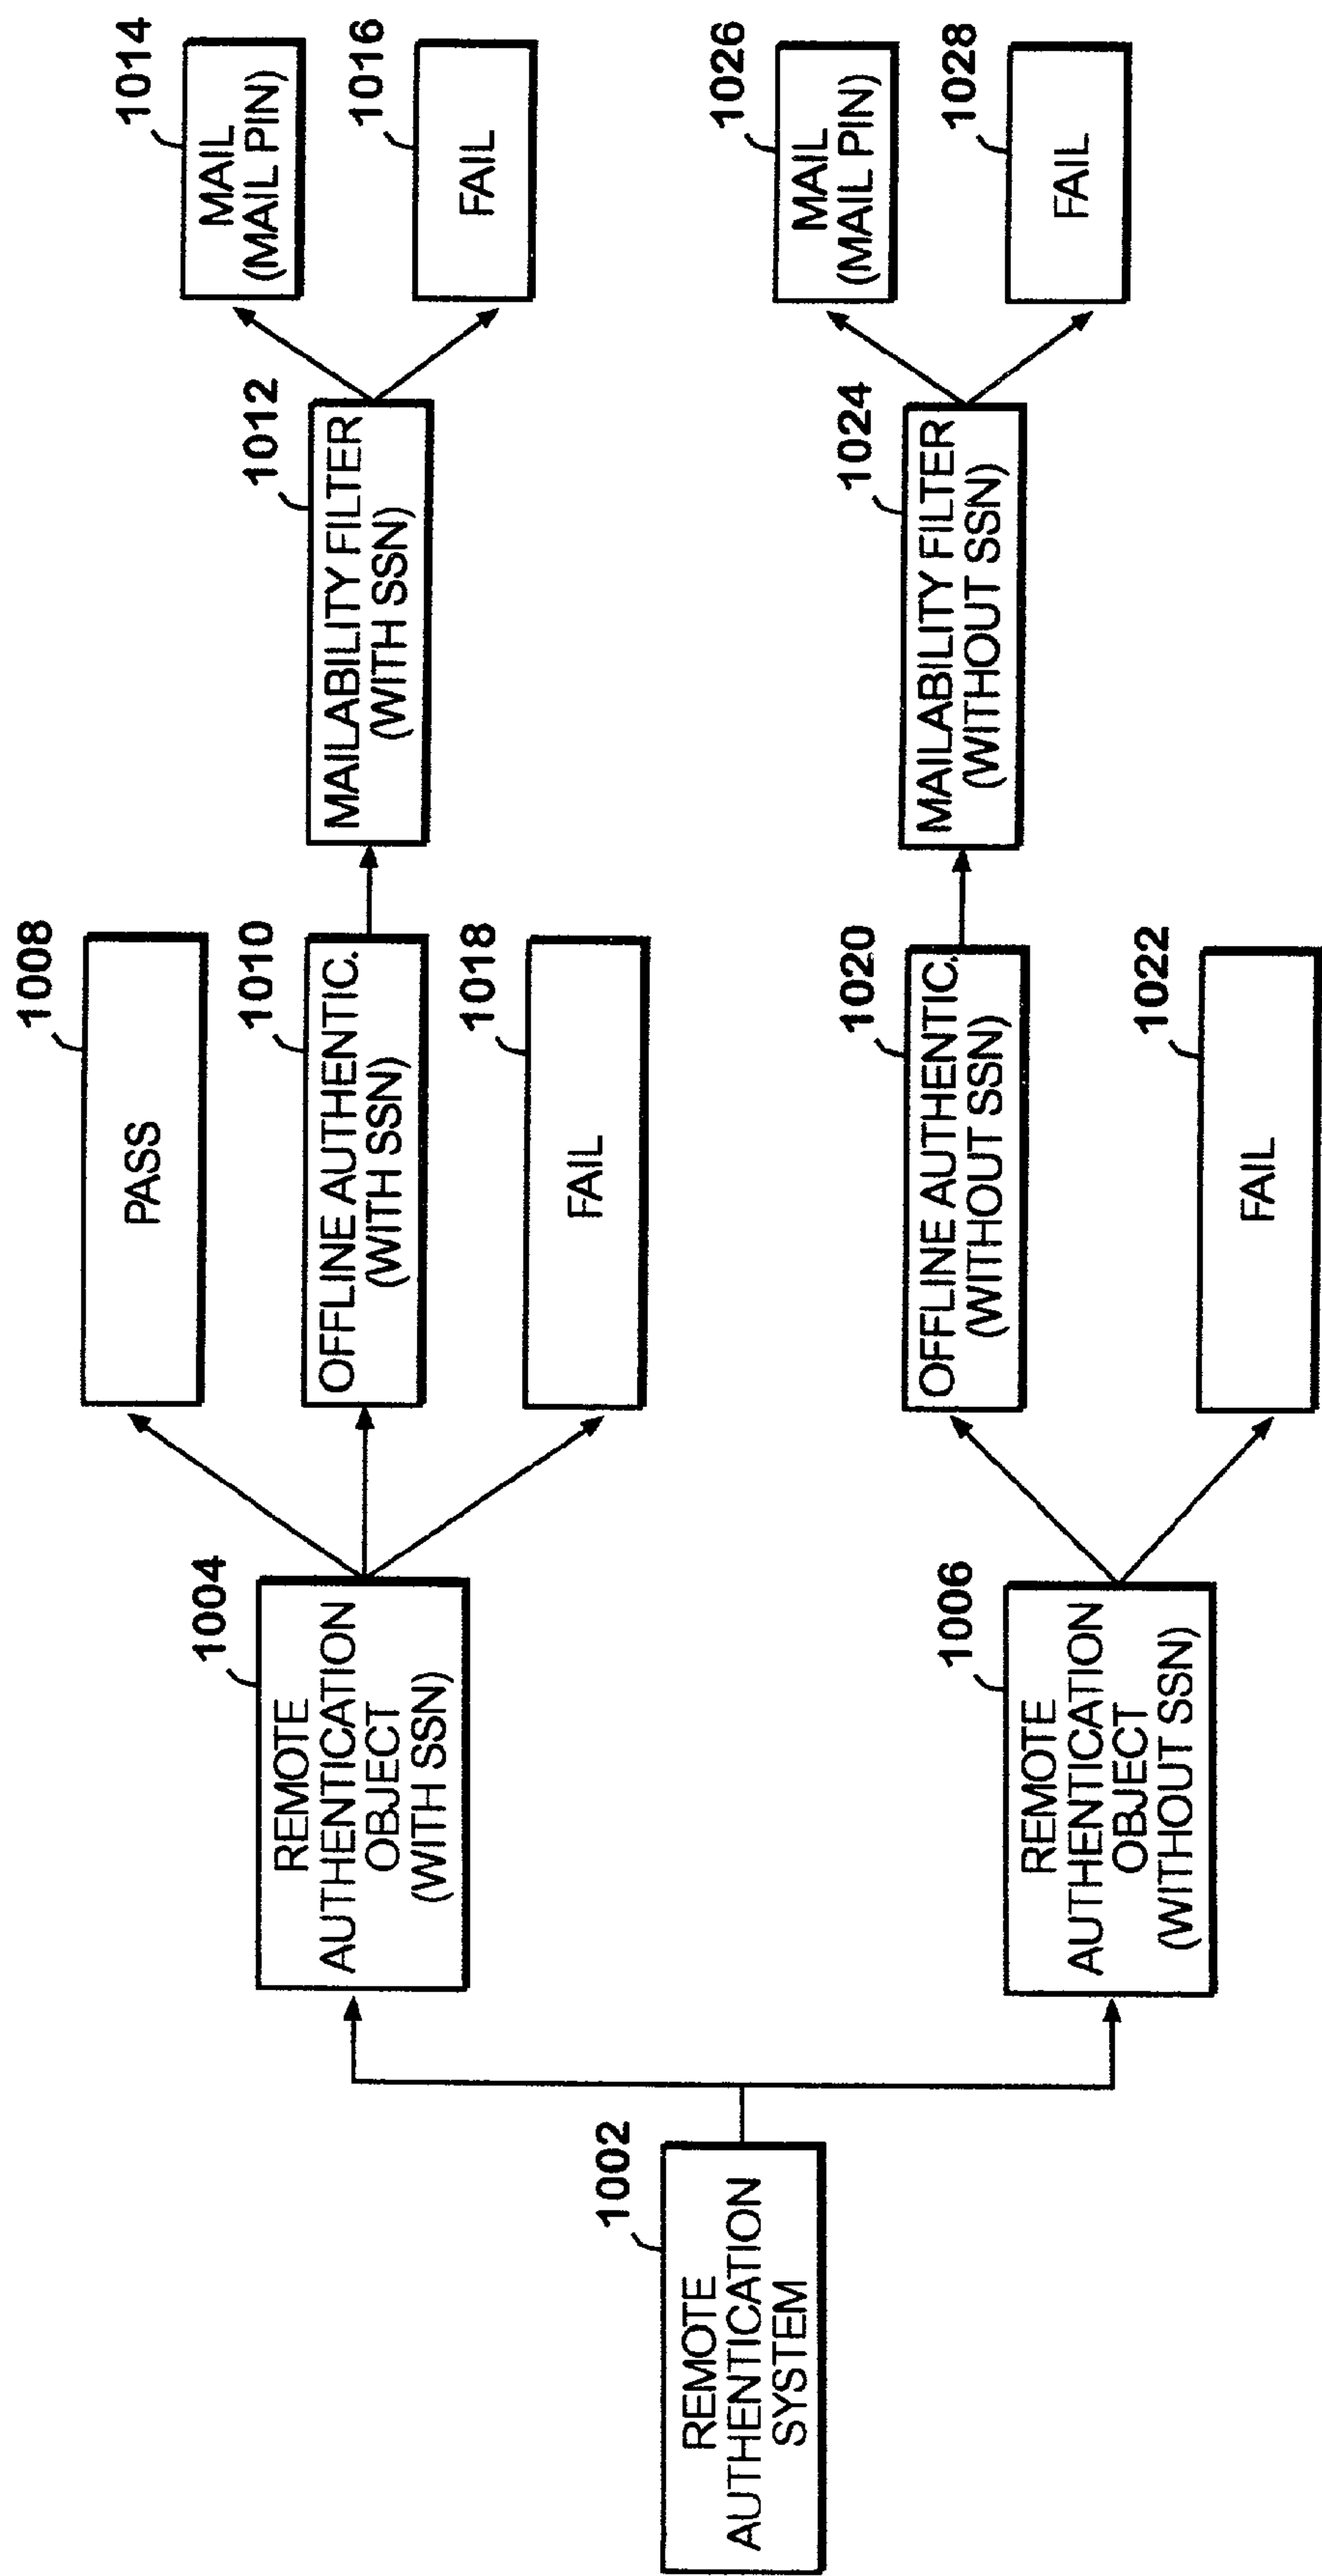 1002
REMOTE
AUTHENTICATION
SYSTEM
1004
REMOTE
AUTHENTICATION
OBJECT
(WITH SSN)
1008
PASS
1010
OFFLINE AUTHENTIC.
(WITH SSN)
1018
FAIL
1012
MAILABILITY FILTER
(WITH SSN)
1014
MAIL
(MAIL PIN)
1016
FAIL
1006
REMOTE
AUTHENTICATION
OBJECT
(WITHOUT SSN)
1020
OFFLINE AUTHENTIC.
(WITHOUT SSN)
1022
FAIL
1024
MAILABILITY FILTER
(WITHOUT SSN)
1026
MAIL
(MAIL PIN)
1028
FAIL